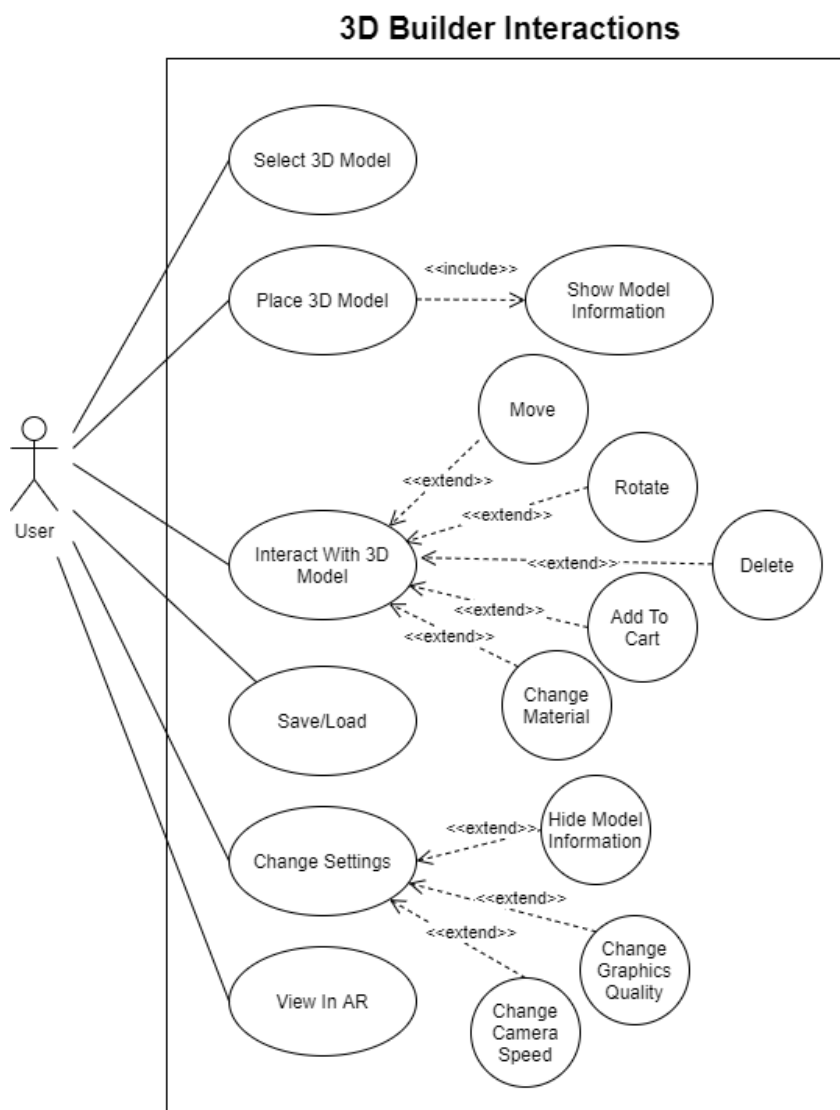 3D Builder Interactions
Select 3D Model
<<include>>
Place 3D Model
Show Model
Information
Move
<<extend>>
Rotate
<<extend>>
User
Interact With 3D
Model
<<extend>>
Delete
<<extend>>
Add To
Cart
<<extend>>
Change
Material
Save/Load
Hide Model
Information
<<extend>>
Change Settings
<<extend>>
<<extend>>
Change
Graphics
Quality
View In AR
Change
Camera
Speed